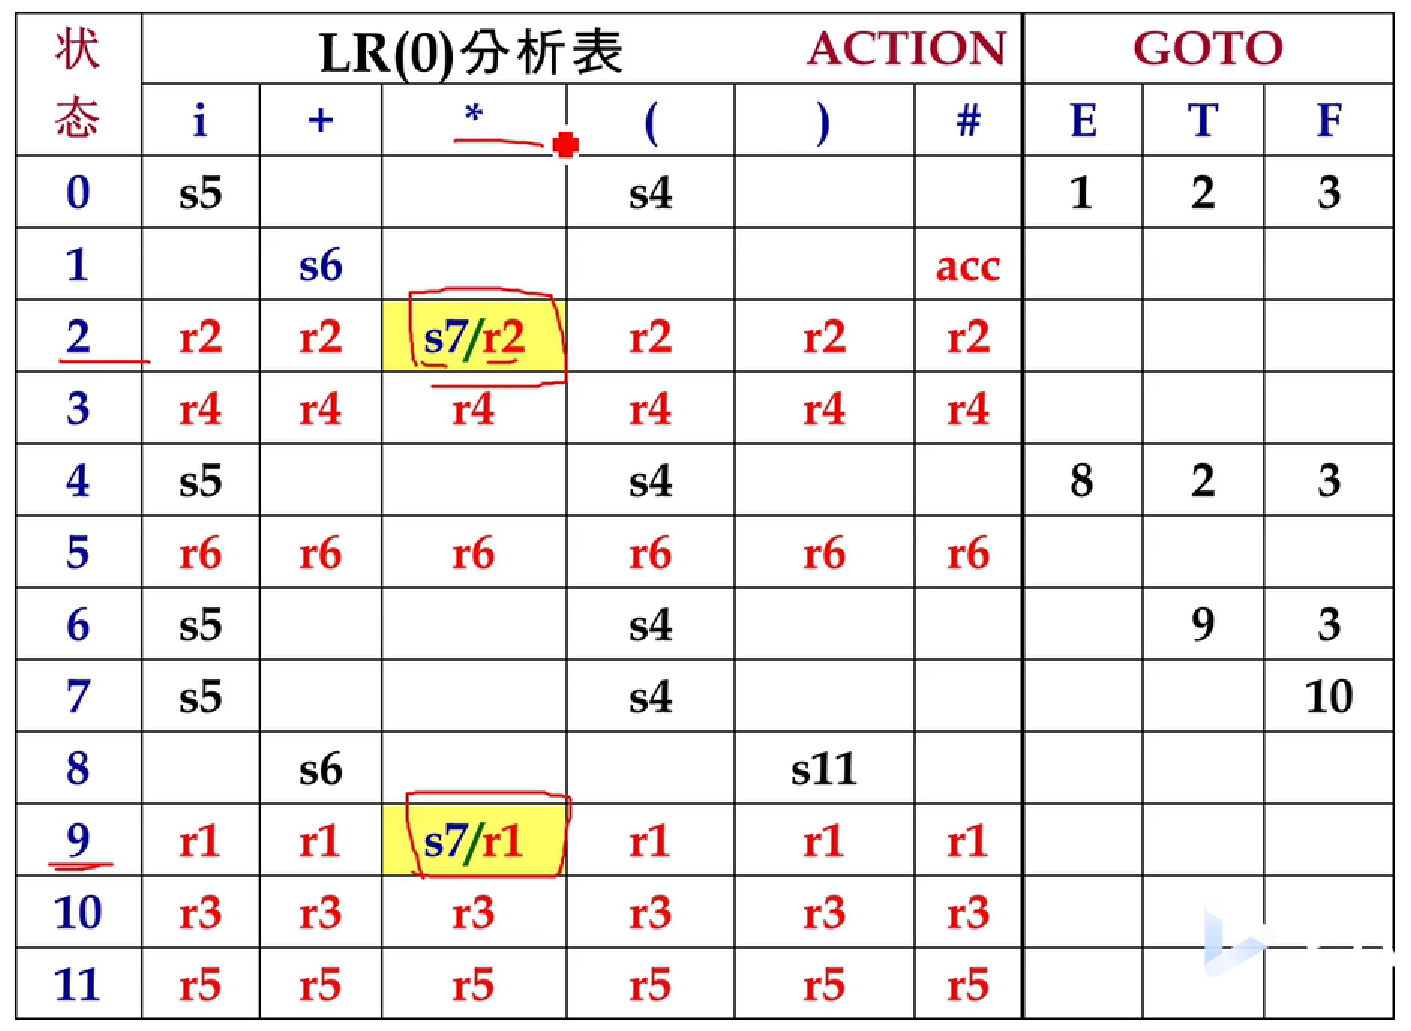 状态 LR(0)分析表 ACTION GOTO
i + * ( ) # E T F
0 s5 s4 1 2 3
1 s6 acc
2 r2 r2 s7/r2 r2 r2 r2
3 r4 r4 r4 r4 r4 r4
4 s5 s4 8 2 3
5 r6 r6 r6 r6 r6 r6
6 s5 s4 9 3
7 s5 s4 10
8 s6 s11
9 r1 r1 s7/r1 r1 r1 r1
10 r3 r3 r3 r3 r3 r3
11 r5 r5 r5 r5 r5 r5